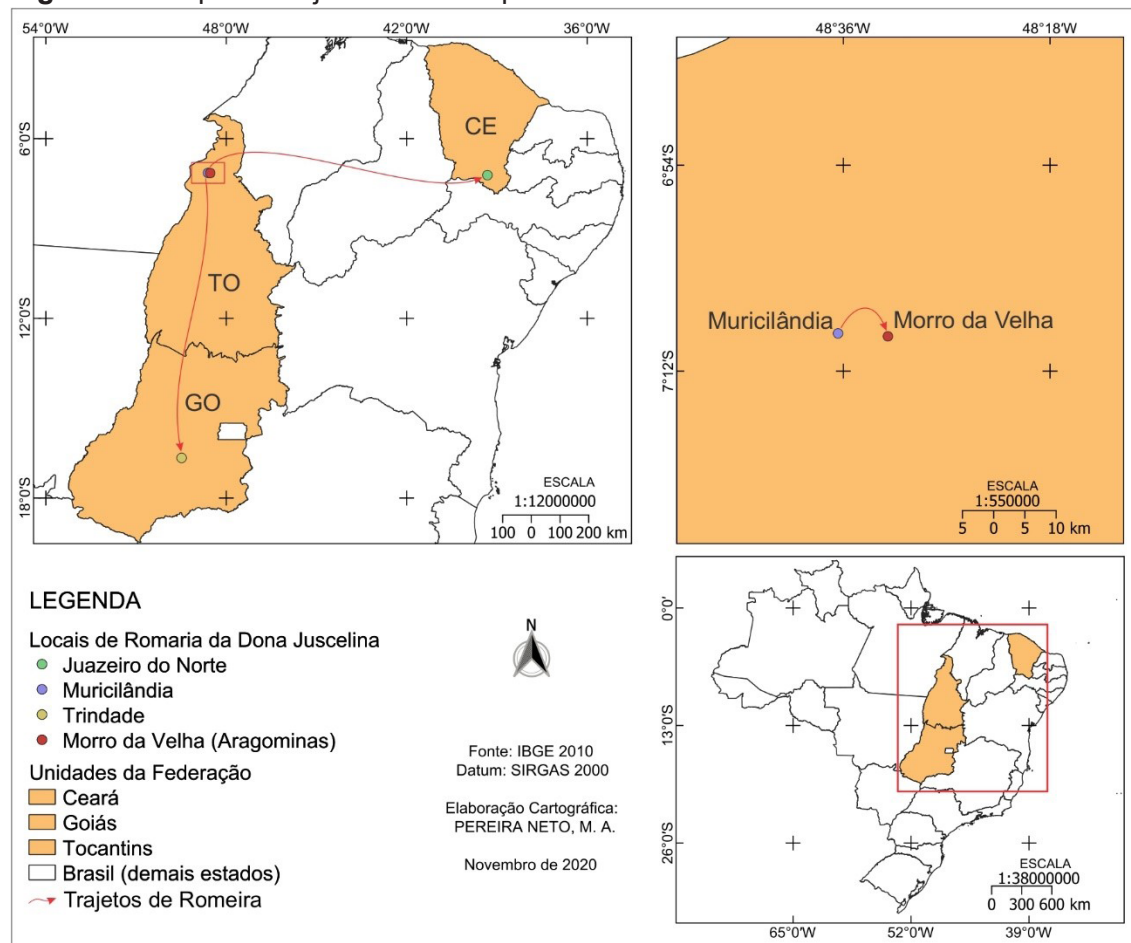 54°0'W
48°0'W
42°0'W
36°0'W
6°0'S
12°0'S
18°0'S
CE
TO
GO
ESCALA
1:12000000
100 0 100 200 km
48°36'W
48°18'W
6°54'S
7°12'S
Muricilândia
Morro da Velha
ESCALA
1:550000
5 0 5 10 km
LEGENDA
Locais de Romaria da Dona Juscelina
Juazeiro do Norte
Muricilândia
Trindade
Morro da Velha (Aragominas)
Unidades da Federação
Ceará
Goiás
Tocantins
Brasil (demais estados)
Trajetos de Romeira
N
Fonte: IBGE 2010
Datum: SIRGAS 2000
Elaboração Cartográfica:
PEREIRA NETO, M. A.
Novembro de 2020
0°0'
13°0'S
26°0'S
ESCALA
1:38000000
0 300 600 km
65°0'W
52°0'W
39°0'W